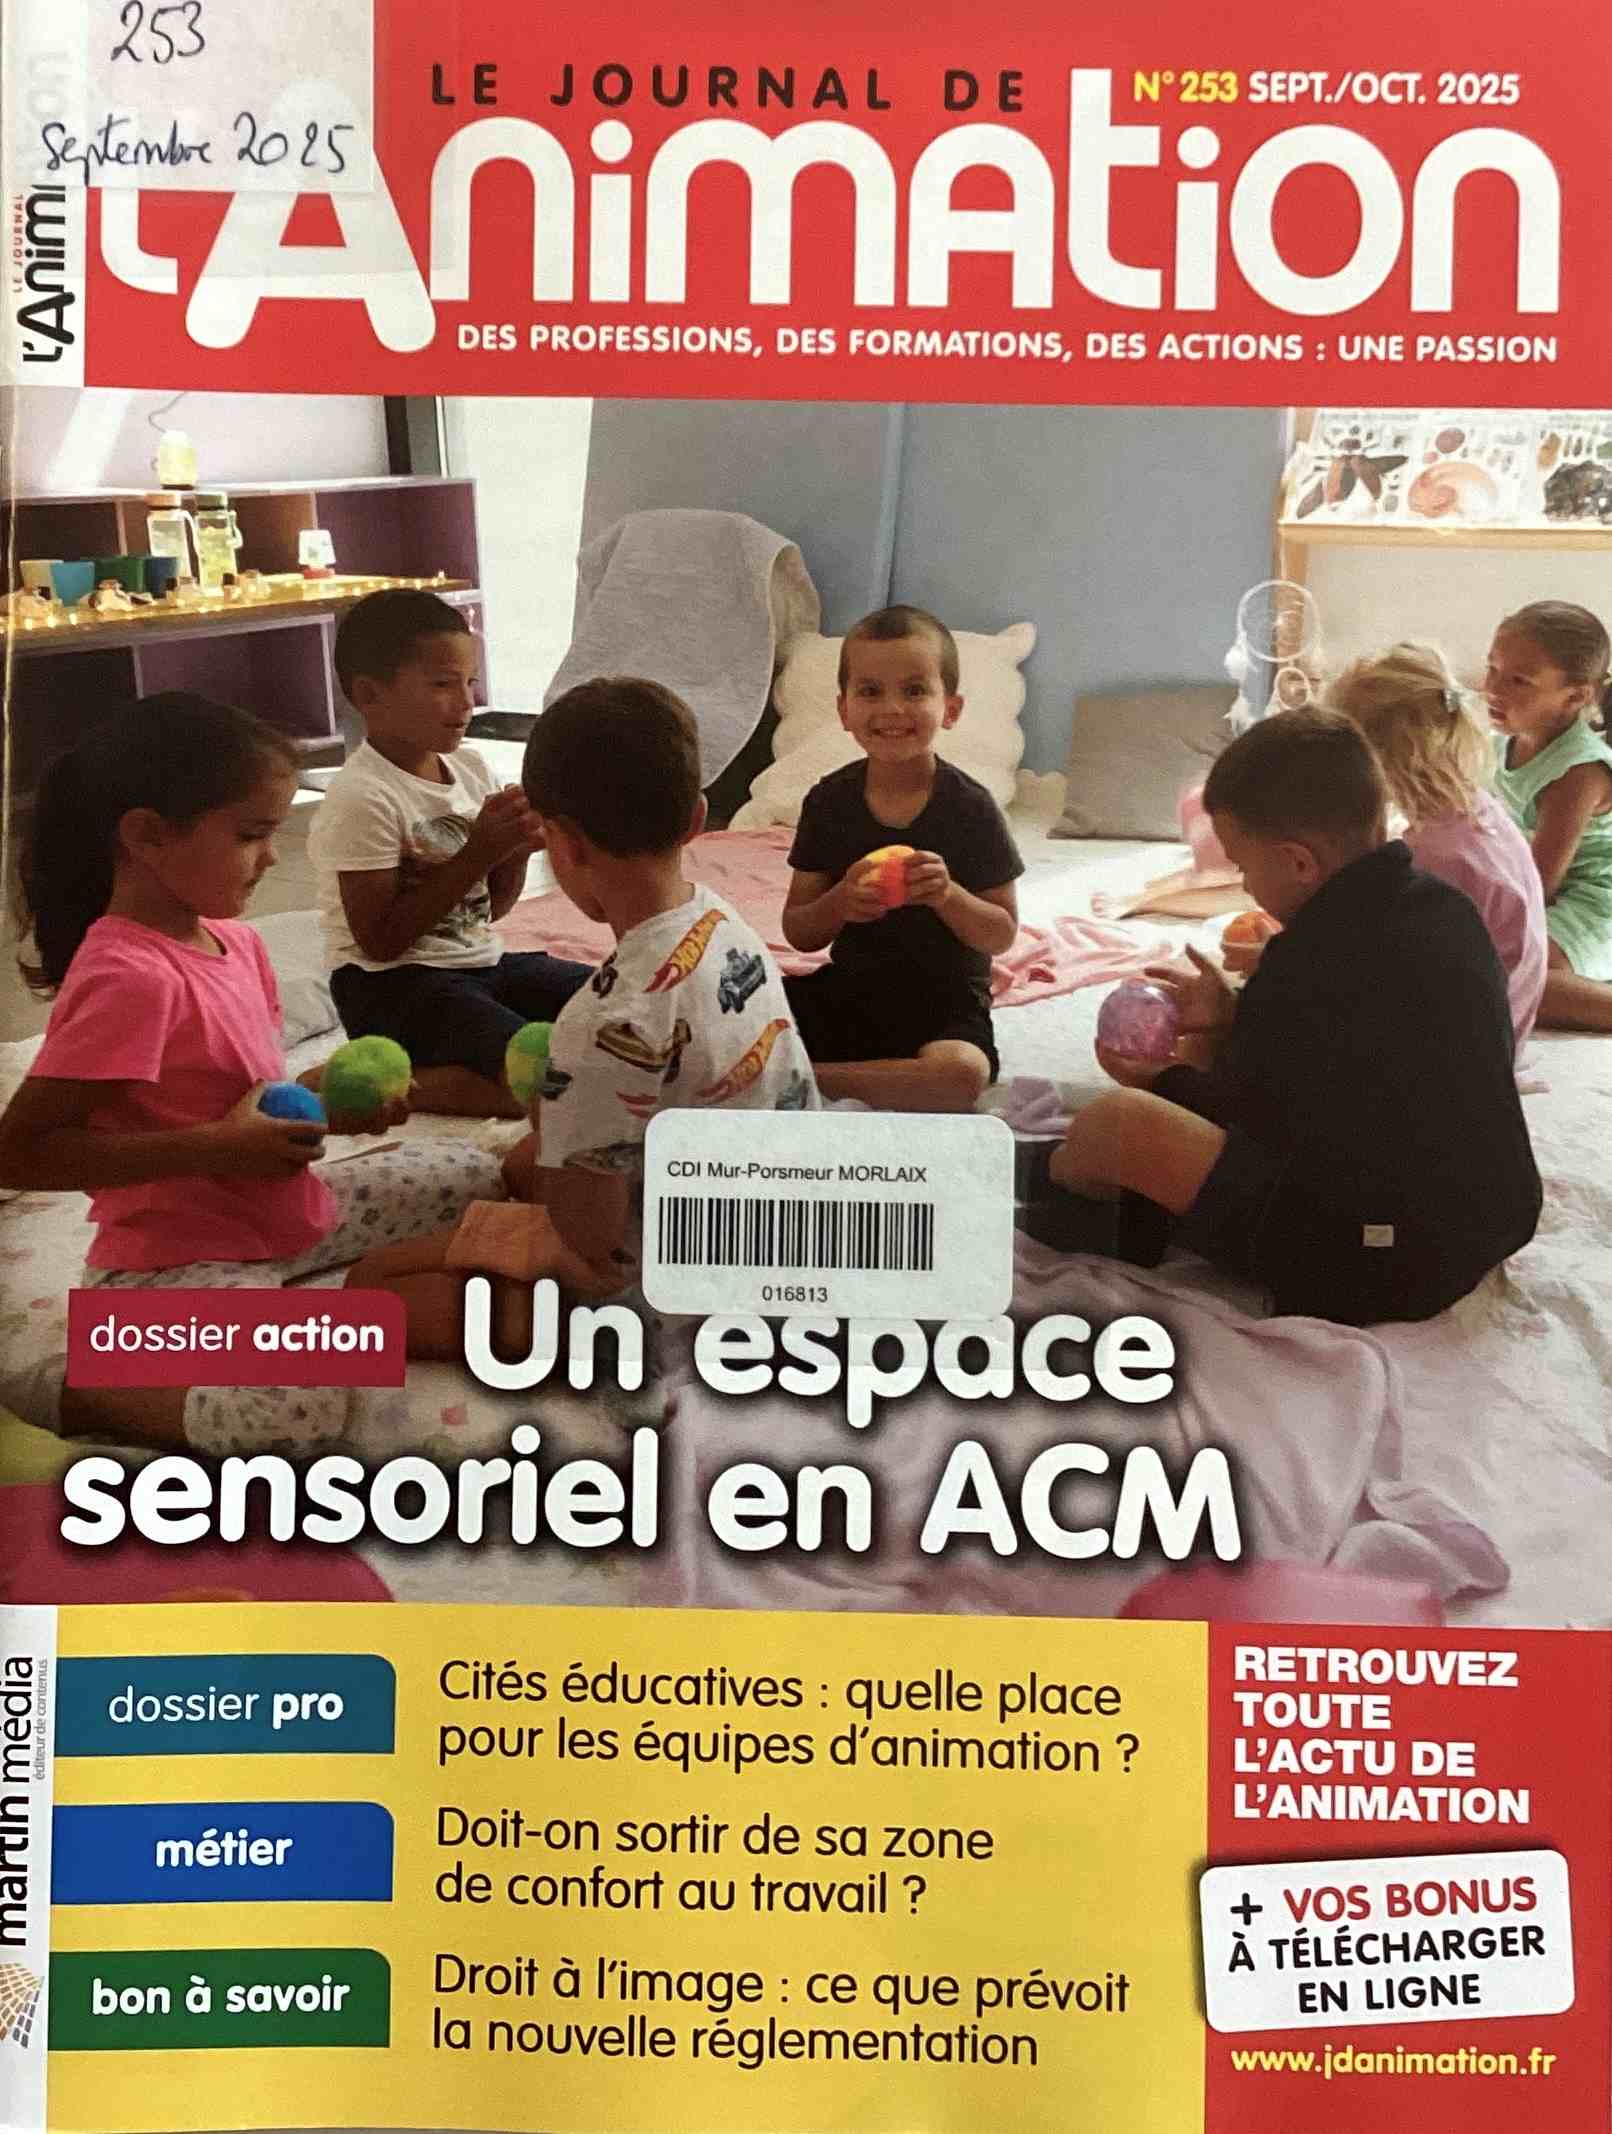 253
Septembre 2025
LE JOURNAL DE
N° 253 SEPT./OCT. 2025
l'Animation
DES PROFESSIONS, DES FORMATIONS, DES ACTIONS : UNE PASSION
LE JOURNAL
l'Anim
CDI Mur-Porsmeur MORLAIX
016813
dossier action
Un espace
sensoriel en ACM
martin média
éditeur de contenus
dossier pro
Cités éducatives : quelle place
pour les équipes d'animation ?
métier
Doit-on sortir de sa zone
de confort au travail ?
bon à savoir
Droit à l'image : ce que prévoit
la nouvelle réglementation
RETROUVEZ
TOUTE
L'ACTU DE
L'ANIMATION
+ VOS BONUS
À TÉLÉCHARGER
EN LIGNE
www.jdanimation.fr